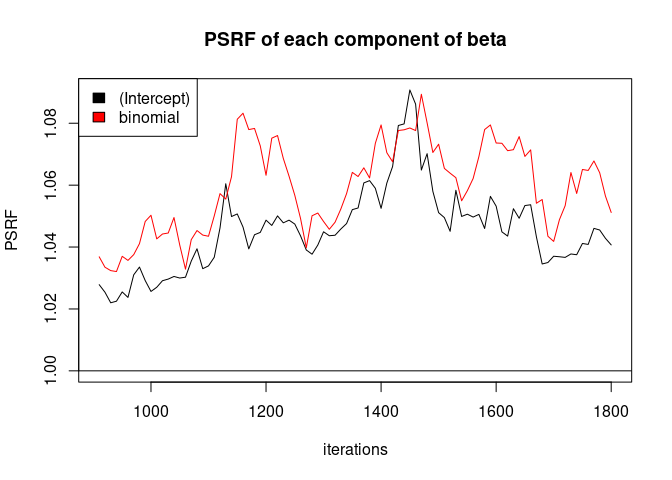 PSRF of each component of beta
(Intercept)
binomial
PSRF
1.08
1.06
1.04
1.02
1.00
1000 1200 1400 1600 1800
iterations